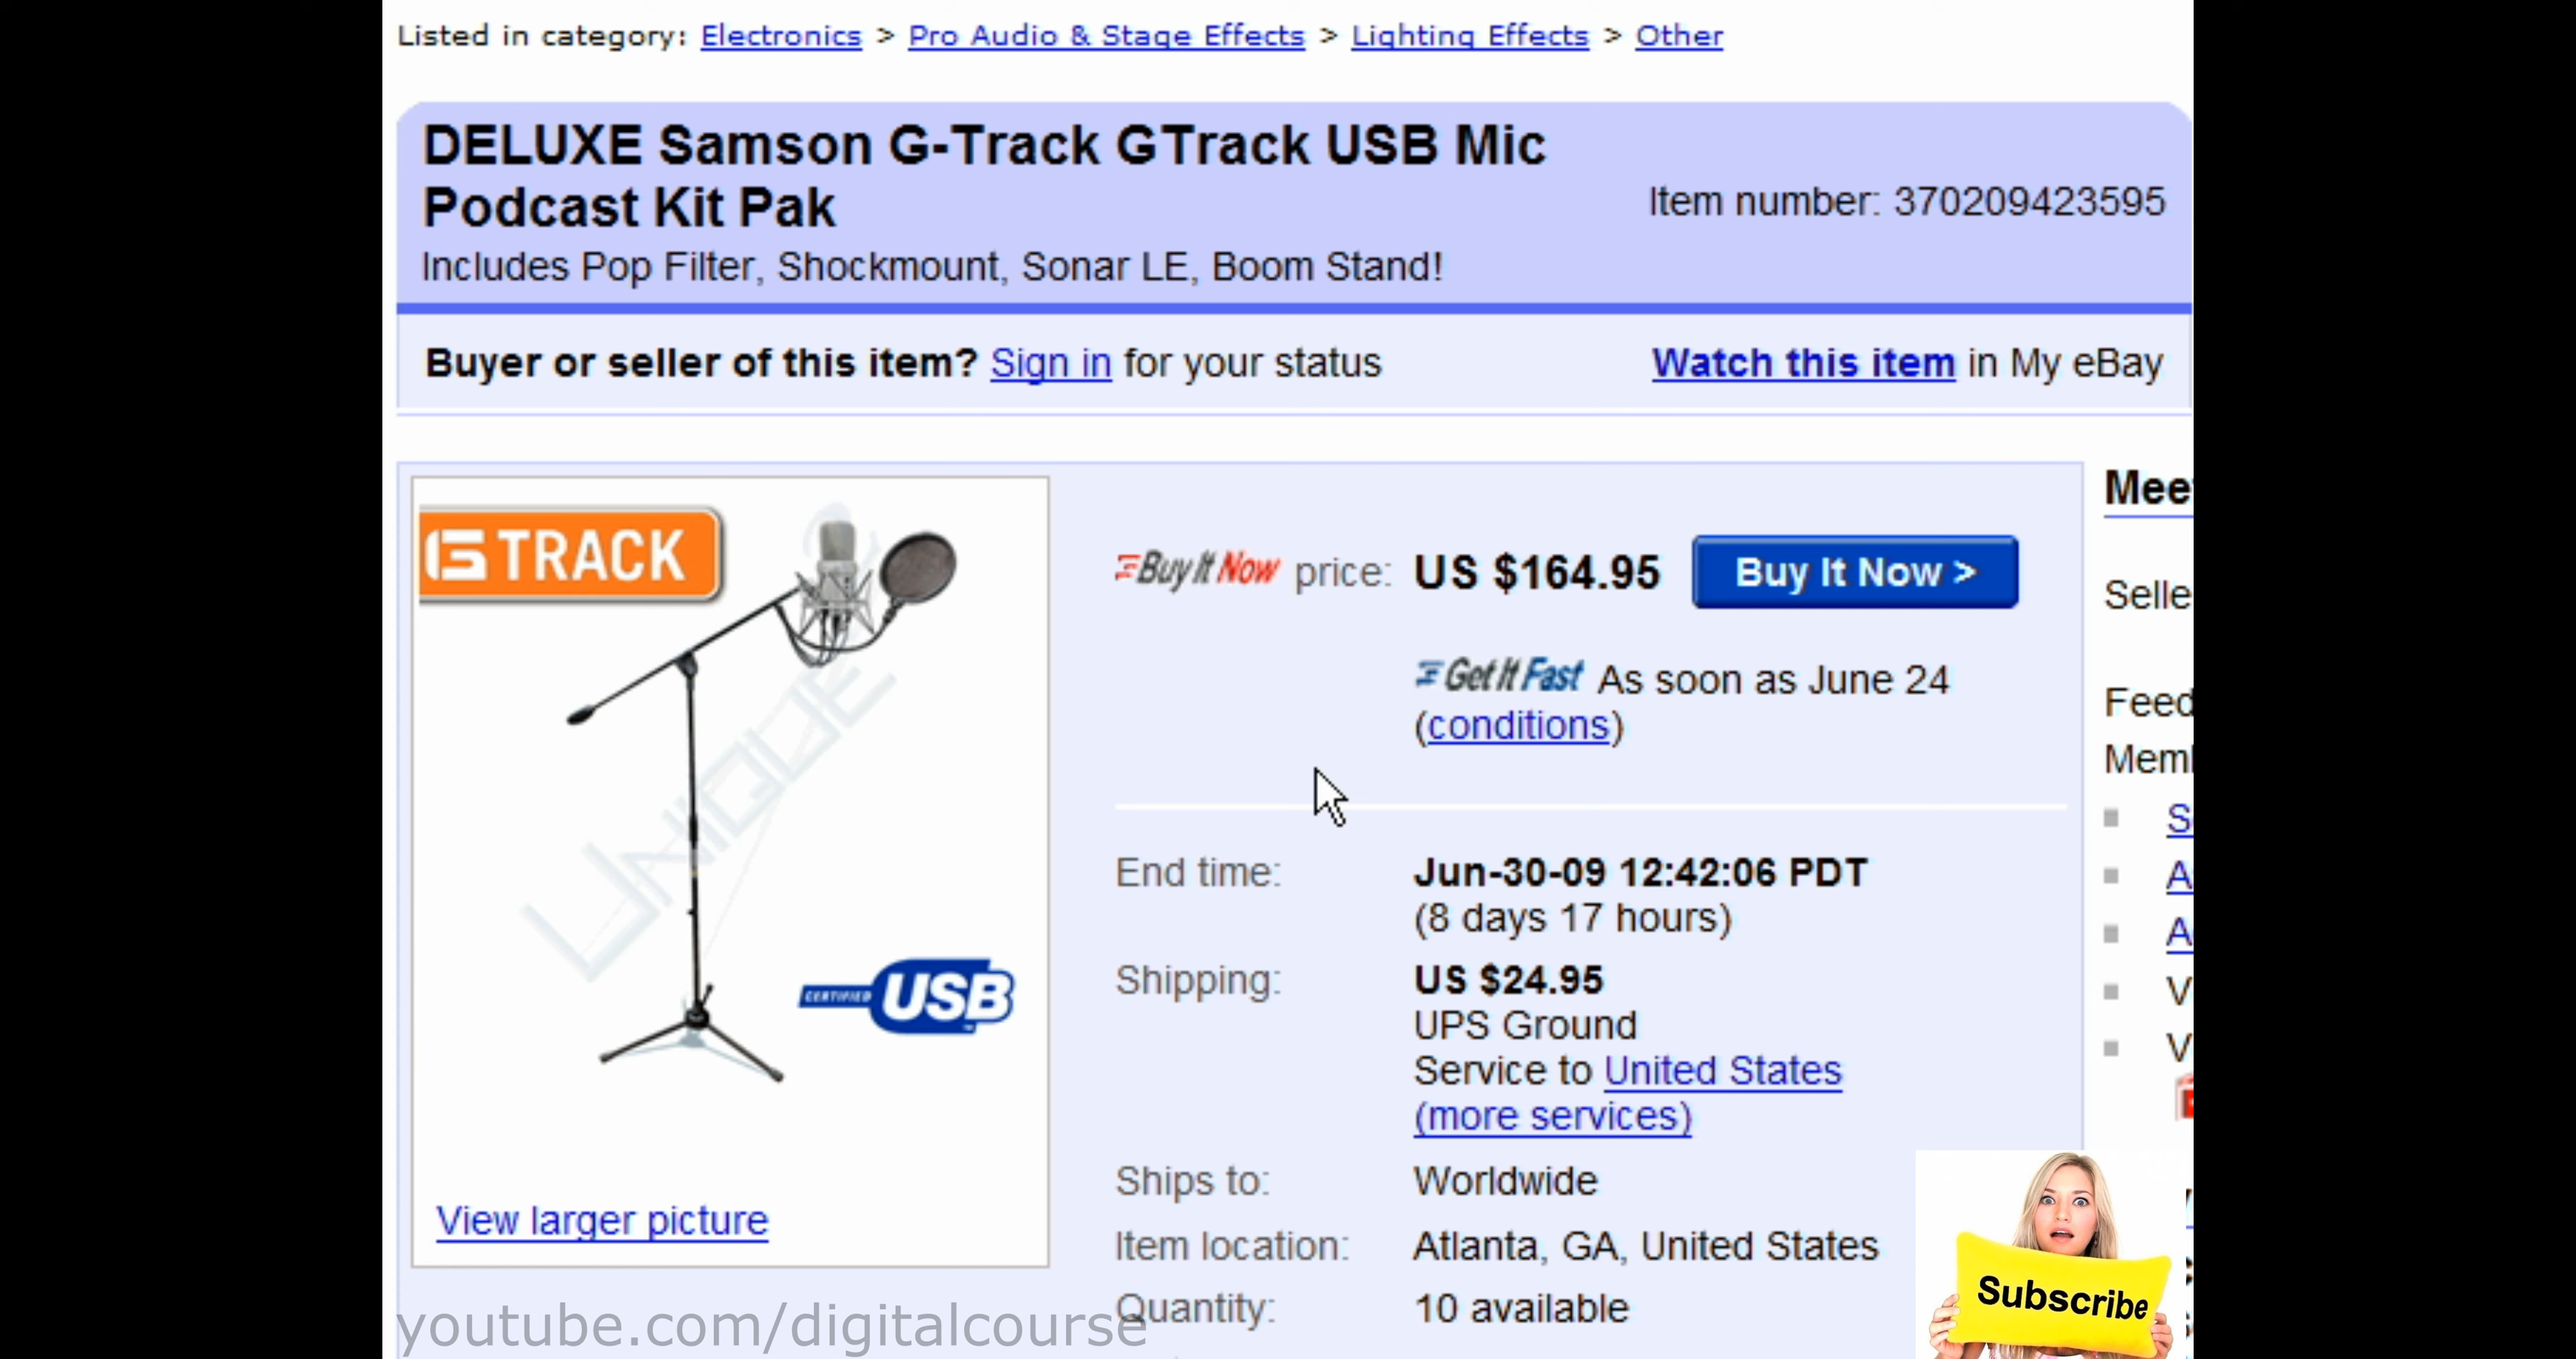 Listed in category: Electronics > Pro Audio & Stage Effects > Lighting Effects > Other
DELUXE Samson G-Track GTrack USB Mic
Podcast Kit Pak
Item number: 370209423595
Includes Pop Filter, Shockmount, Sonar LE, Boom Stand!
Buyer or seller of this item? Sign in for your status
Watch this item in My eBay
G TRACK
UNIQUE
CERTIFIED USB
View larger picture
Buy It Now price: US $164.95 Buy It Now >
Get It Fast As soon as June 24
(conditions)
End time: Jun-30-09 12:42:06 PDT
(8 days 17 hours)
Shipping: US $24.95
UPS Ground
Service to United States
(more services)
Ships to: Worldwide
Item location: Atlanta, GA, United States
Quantity: 10 available
Subscribe
youtube.com/digitalcourse